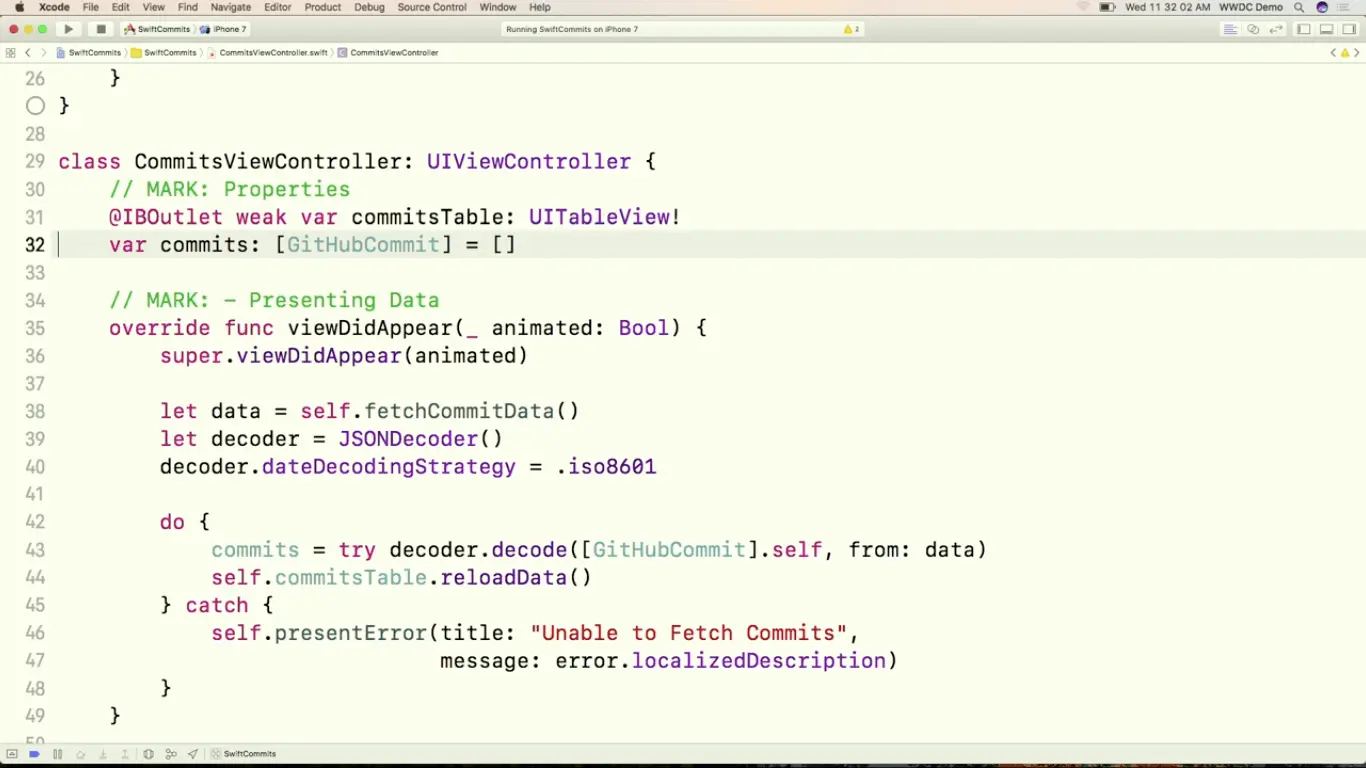 Xcode File Edit View Find Navigate Editor Product Debug Source Control Window Help Wed 11 32 02 AM WWDC Demo
SwiftCommits iPhone 7 Running SwiftCommits on iPhone 7 2
SwiftCommits SwiftCommits CommitsViewController.swift CommitsViewController
26 }
}
28
29 class CommitsViewController: UIViewController {
30 // MARK: Properties
31 @IBOutlet weak var commitsTable: UITableView!
32 var commits: [GitHubCommit] = []
33
34 // MARK: - Presenting Data
35 override func viewDidAppear(_ animated: Bool) {
36 super.viewDidAppear(animated)
37
38 let data = self.fetchCommitData()
39 let decoder = JSONDecoder()
40 decoder.dateDecodingStrategy = .iso8601
41
42 do {
43 commits = try decoder.decode([GitHubCommit].self, from: data)
44 self.commitsTable.reloadData()
45 } catch {
46 self.presentError(title: "Unable to Fetch Commits",
47 message: error.localizedDescription)
48 }
49 }
50
SwiftCommits